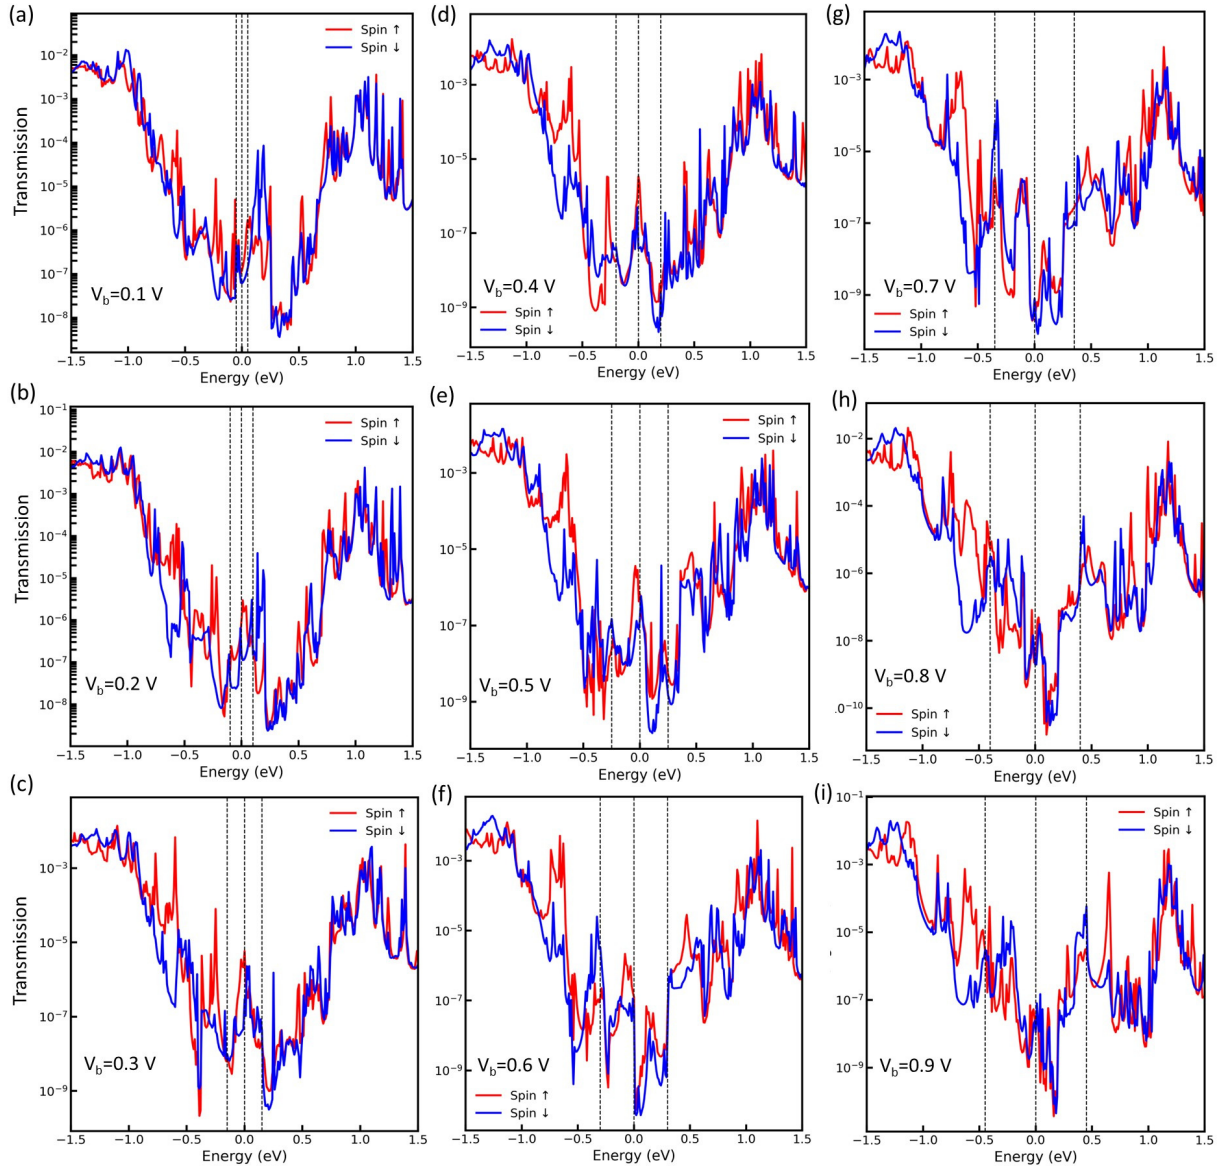 (a)
Transmission
10⁻²
10⁻³
10⁻⁴
10⁻⁵
10⁻⁶
10⁻⁷
10⁻⁸
Spin ↑
Spin ↓
V_b=0.1 V
−1.5 −1.0 −0.5 0.0 0.5 1.0 1.5
Energy (eV)
(d)
10⁻³
10⁻⁵
10⁻⁷
10⁻⁹
V_b=0.4 V
Spin ↑
Spin ↓
−1.5 −1.0 −0.5 0.0 0.5 1.0 1.5
Energy (eV)
(g)
10⁻³
10⁻⁵
10⁻⁷
10⁻⁹
V_b=0.7 V
Spin ↑
Spin ↓
−1.5 −1.0 −0.5 0.0 0.5 1.0 1.5
Energy (eV)
(b)
Transmission
10⁻¹
10⁻²
10⁻³
10⁻⁴
10⁻⁵
10⁻⁶
10⁻⁷
10⁻⁸
Spin ↑
Spin ↓
V_b=0.2 V
−1.5 −1.0 −0.5 0.0 0.5 1.0 1.5
Energy (eV)
(e)
10⁻³
10⁻⁵
10⁻⁷
10⁻⁹
Spin ↑
Spin ↓
V_b=0.5 V
−1.5 −1.0 −0.5 0.0 0.5 1.0 1.5
Energy (eV)
(h)
10⁻²
10⁻⁴
10⁻⁶
10⁻⁸
.0⁻¹⁰
V_b=0.8 V
Spin ↑
Spin ↓
−1.5 −1.0 −0.5 0.0 0.5 1.0 1.5
Energy (eV)
(c)
Transmission
10⁻³
10⁻⁵
10⁻⁷
10⁻⁹
Spin ↑
Spin ↓
V_b=0.3 V
−1.5 −1.0 −0.5 0.0 0.5 1.0 1.5
Energy (eV)
(f)
10⁻³
10⁻⁵
10⁻⁷
10⁻⁹
V_b=0.6 V
Spin ↑
Spin ↓
−1.5 −1.0 −0.5 0.0 0.5 1.0 1.5
Energy (eV)
(i)
10⁻¹
10⁻³
10⁻⁵
10⁻⁷
10⁻⁹
Spin ↑
Spin ↓
V_b=0.9 V
−1.5 −1.0 −0.5 0.0 0.5 1.0 1.5
Energy (eV)